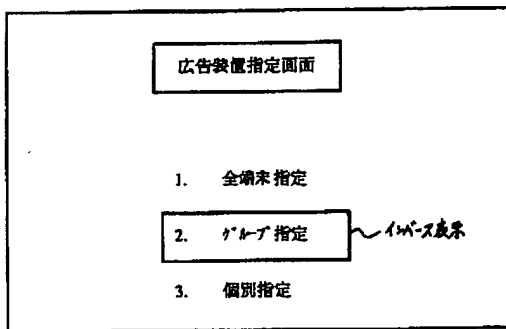 広告装置指定画面
1. 全端末指定
2. グループ指定
インバース表示
3. 個別指定